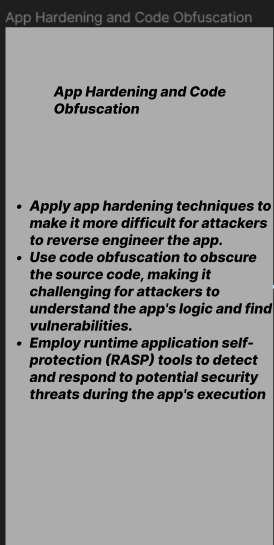 App Hardening and Code Obfuscation
App Hardening and Code
Obfuscation
• Apply app hardening techniques to
make it more difficult for attackers
to reverse engineer the app.
• Use code obfuscation to obscure
the source code, making it
challenging for attackers to
understand the app's logic and find
vulnerabilities.
• Employ runtime application self-
protection (RASP) tools to detect
and respond to potential security
threats during the app's execution